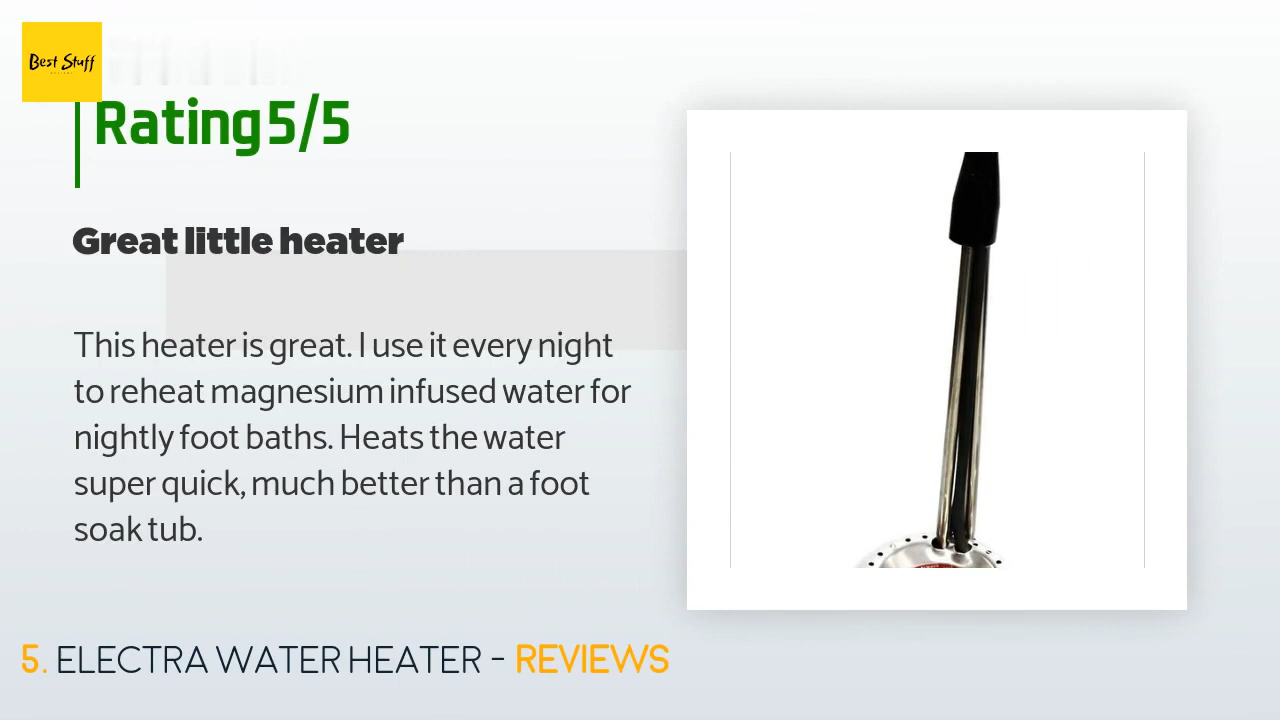 Best Stuff
Rating 5/5
Great little heater
This heater is great. I use it every night
to reheat magnesium infused water for
nightly foot baths. Heats the water
super quick, much better than a foot
soak tub.
5. ELECTRA WATER HEATER - REVIEWS